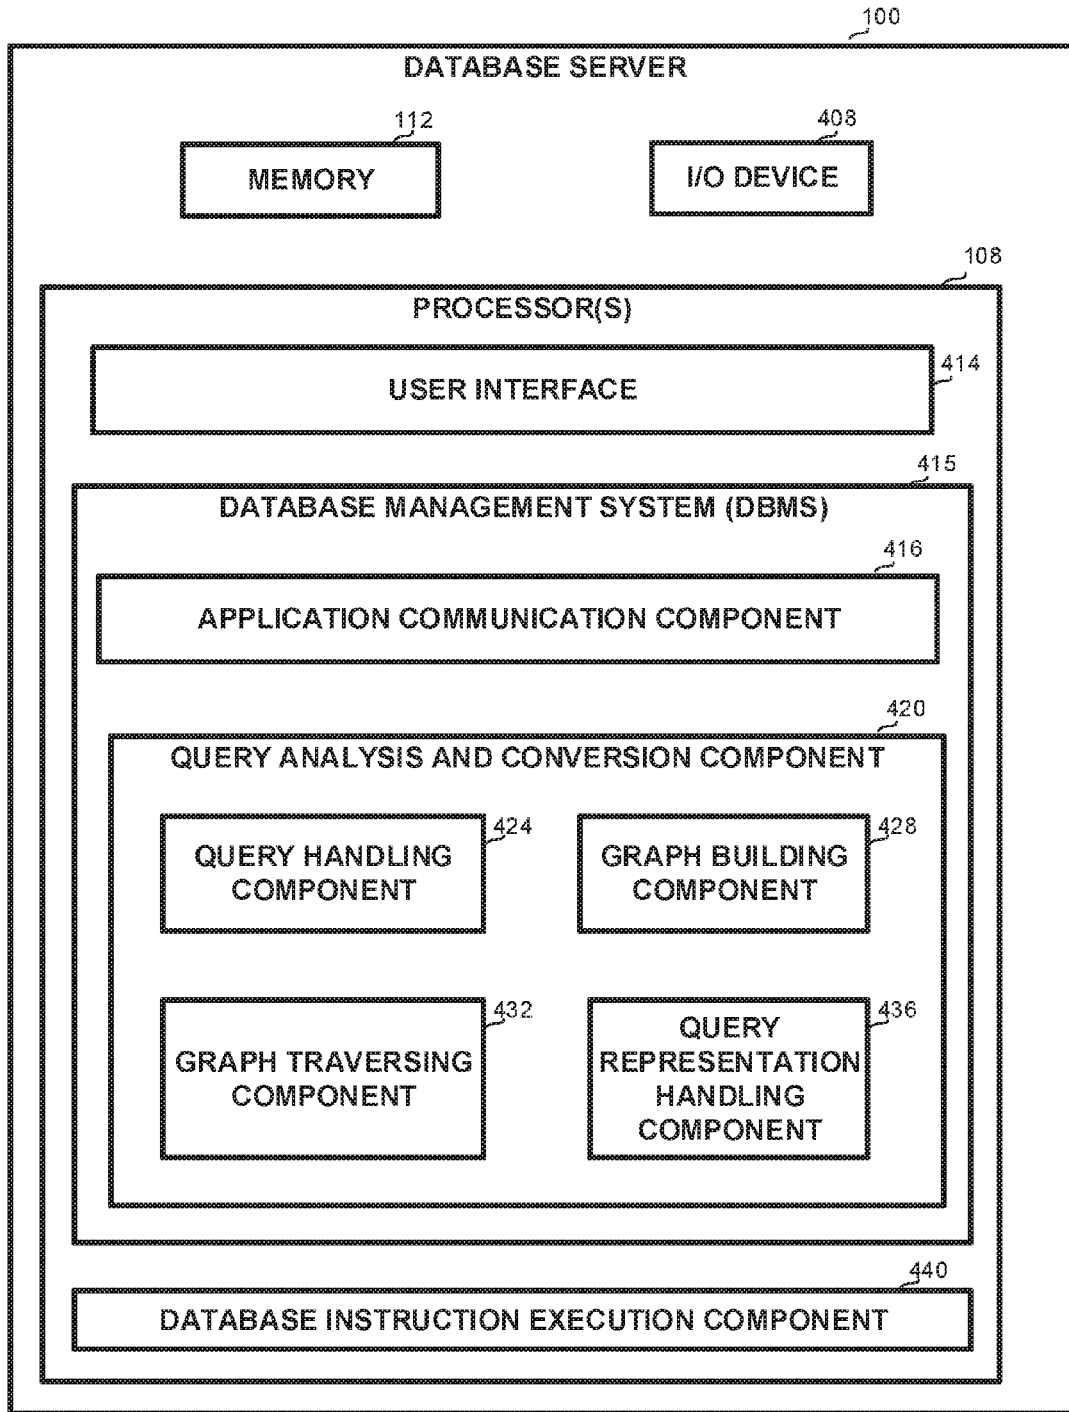 100
DATABASE SERVER
112
408
MEMORY
I/O DEVICE
108
PROCESSOR(S)
USER INTERFACE
414
415
DATABASE MANAGEMENT SYSTEM (DBMS)
416
APPLICATION COMMUNICATION COMPONENT
420
QUERY ANALYSIS AND CONVERSION COMPONENT
424
QUERY HANDLING
COMPONENT
428
GRAPH BUILDING
COMPONENT
432
GRAPH TRAVERSING
COMPONENT
436
QUERY
REPRESENTATION
HANDLING
COMPONENT
440
DATABASE INSTRUCTION EXECUTION COMPONENT